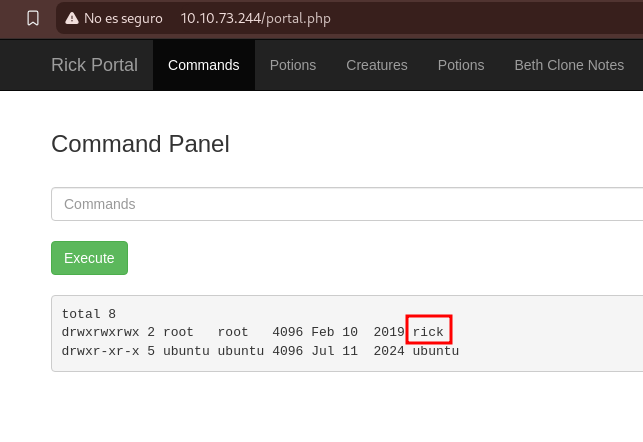 No es seguro 10.10.73.244/portal.php
Rick Portal Commands Potions Creatures Potions Beth Clone Notes
Command Panel
Commands
Execute
total 8
drwxrwxrwx 2 root   root   4096 Feb 10  2019 rick
drwxr-xr-x 5 ubuntu ubuntu 4096 Jul 11  2024 ubuntu